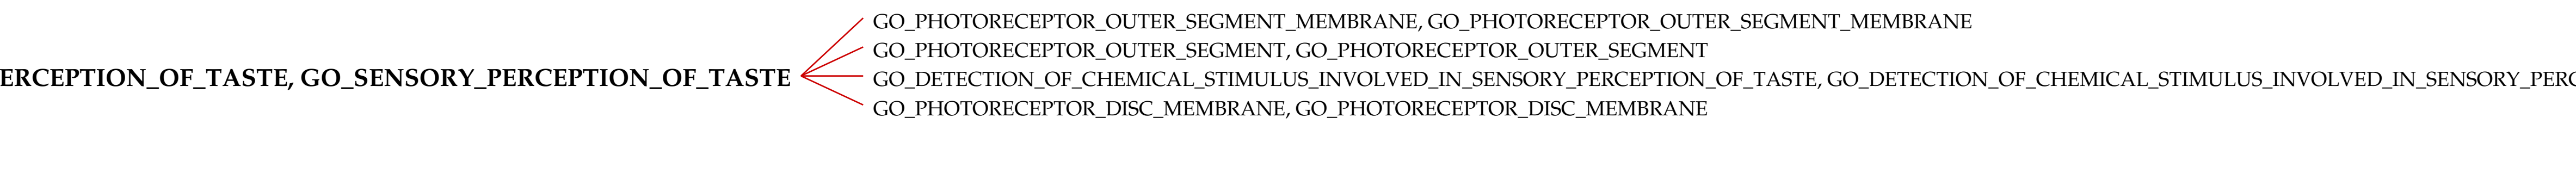 GO_PHOTORECEPTOR_OUTER_SEGMENT_MEMBRANE, GO_PHOTORECEPTOR_OUTER_SEGMENT_MEMBRANE
GO_PHOTORECEPTOR_OUTER_SEGMENT, GO_PHOTORECEPTOR_OUTER_SEGMENT
ERCEPTION_OF_TASTE, GO_SENSORY_PERCEPTION_OF_TASTE
GO_DETECTION_OF_CHEMICAL_STIMULUS_INVOLVED_IN_SENSORY_PERCEPTION_OF_TASTE, GO_DETECTION_OF_CHEMICAL_STIMULUS_INVOLVED_IN_SENSORY_PERC
GO_PHOTORECEPTOR_DISC_MEMBRANE, GO_PHOTORECEPTOR_DISC_MEMBRANE